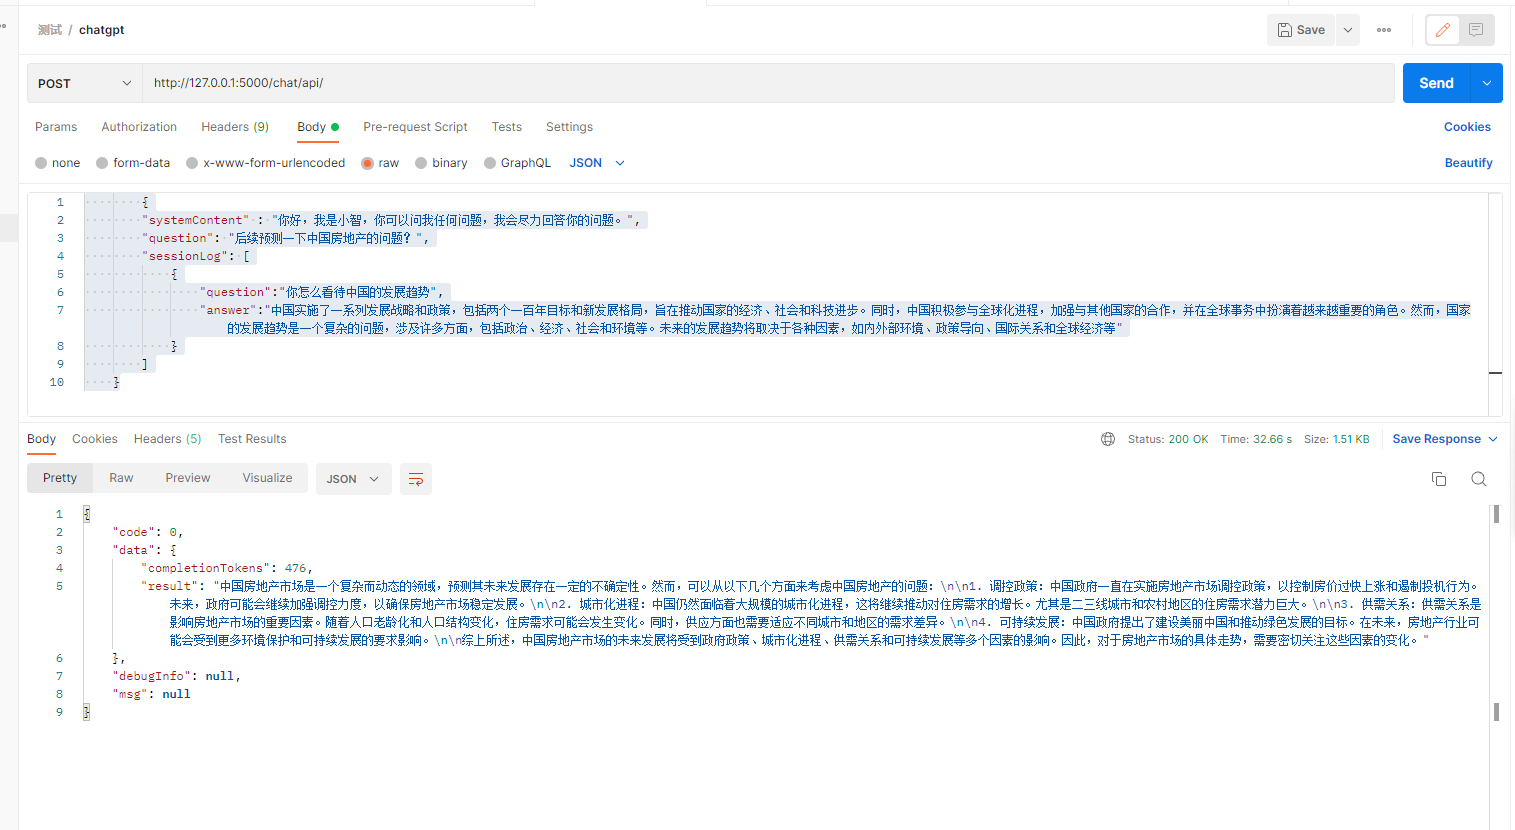 测试 / chatgpt
Save
POST
http://127.0.0.1:5000/chat/api/
Send
Params Authorization Headers (9) Body Pre-request Script Tests Settings Cookies
none form-data x-www-form-urlencoded raw binary GraphQL JSON Beautify
1 {
2 "systemContent" : "你好，我是小智，你可以问我任何问题，我会尽力回答你的问题。",
3 "question": "后续预测一下中国房地产的问题？",
4 "sessionLog": [
5 {
6 "question":"你怎么看待中国的发展趋势",
7 "answer":"中国实施了一系列发展战略和政策，包括两个一百年目标和新发展格局，旨在推动国家的经济、社会和科技进步。同时，中国积极参与全球化进程，加强与其他国家的合作，并在全球事务中扮演着越来越重要的角色。然而，国家
的发展趋势是一个复杂的问题，涉及许多方面，包括政治、经济、社会和环境等。未来的发展趋势将取决于各种因素，如内外部环境、政策导向、国际关系和全球经济等"
8 }
9 ]
10 }
Body Cookies Headers (5) Test Results Status: 200 OK Time: 32.66 s Size: 1.51 KB Save Response
Pretty Raw Preview Visualize JSON
1 {
2 "code": 0,
3 "data": {
4 "completionTokens": 476,
5 "result": "中国房地产市场是一个复杂而动态的领域，预测其未来发展存在一定的不确定性。然而，可以从以下几个方面来考虑中国房地产的问题：\n\n1. 调控政策：中国政府一直在实施房地产市场调控政策，以控制房价过快上涨和遏制投机行为。
未来，政府可能会继续加强调控力度，以确保房地产市场稳定发展。\n\n2. 城市化进程：中国仍然面临着大规模的城市化进程，这将继续推动对住房需求的增长。尤其是二三线城市和农村地区的住房需求潜力巨大。\n\n3. 供需关系：供需关系是
影响房地产市场的重要因素。随着人口老龄化和人口结构变化，住房需求可能会发生变化。同时，供应方面也需要适应不同城市和地区的需求差异。\n\n4. 可持续发展：中国政府提出了建设美丽中国和推动绿色发展的目标。在未来，房地产行业可
能会受到更多环境保护和可持续发展的要求影响。\n\n综上所述，中国房地产市场的未来发展将受到政府政策、城市化进程、供需关系和可持续发展等多个因素的影响。因此，对于房地产市场的具体走势，需要密切关注这些因素的变化。"
6 },
7 "debugInfo": null,
8 "msg": null
9 }